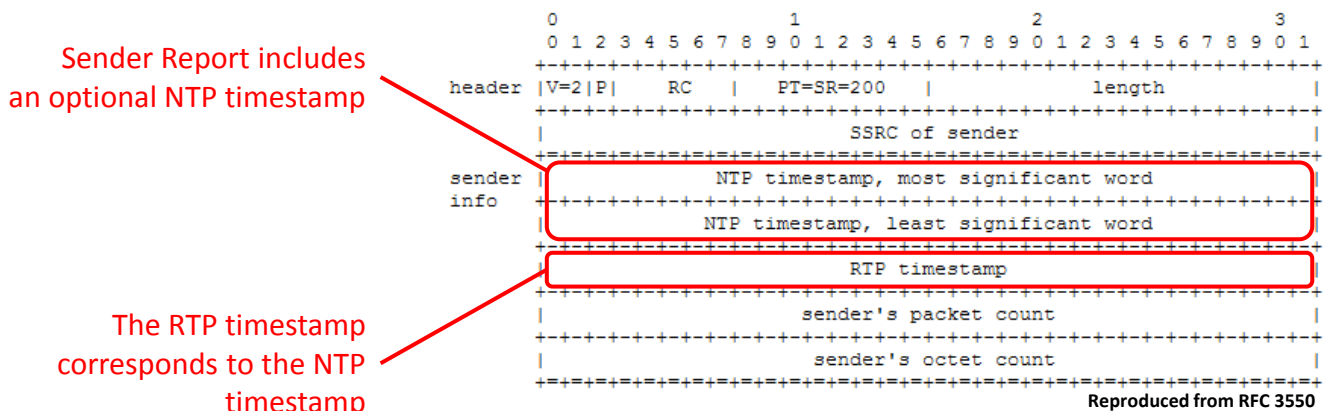 Sender Report includes
an optional NTP timestamp
The RTP timestamp
corresponds to the NTP
timestamp
0                   1                   2                   3
0 1 2 3 4 5 6 7 8 9 0 1 2 3 4 5 6 7 8 9 0 1 2 3 4 5 6 7 8 9 0 1
+-+-+-+-+-+-+-+-+-+-+-+-+-+-+-+-+-+-+-+-+-+-+-+-+-+-+-+-+-+-+-+-+
header |V=2|P|    RC   |   PT=SR=200   |             length            |
+-+-+-+-+-+-+-+-+-+-+-+-+-+-+-+-+-+-+-+-+-+-+-+-+-+-+-+-+-+-+-+-+
|                         SSRC of sender                        |
+=+=+=+=+=+=+=+=+=+=+=+=+=+=+=+=+=+=+=+=+=+=+=+=+=+=+=+=+=+=+=+=+
sender |              NTP timestamp, most significant word             |
info   +-+-+-+-+-+-+-+-+-+-+-+-+-+-+-+-+-+-+-+-+-+-+-+-+-+-+-+-+-+-+-+-+
|             NTP timestamp, least significant word             |
+-+-+-+-+-+-+-+-+-+-+-+-+-+-+-+-+-+-+-+-+-+-+-+-+-+-+-+-+-+-+-+-+
|                         RTP timestamp                         |
+-+-+-+-+-+-+-+-+-+-+-+-+-+-+-+-+-+-+-+-+-+-+-+-+-+-+-+-+-+-+-+-+
|                     sender's packet count                     |
+-+-+-+-+-+-+-+-+-+-+-+-+-+-+-+-+-+-+-+-+-+-+-+-+-+-+-+-+-+-+-+-+
|                      sender's octet count                     |
+=+=+=+=+=+=+=+=+=+=+=+=+=+=+=+=+=+=+=+=+=+=+=+=+=+=+=+=+=+=+=+=+
Reproduced from RFC 3550